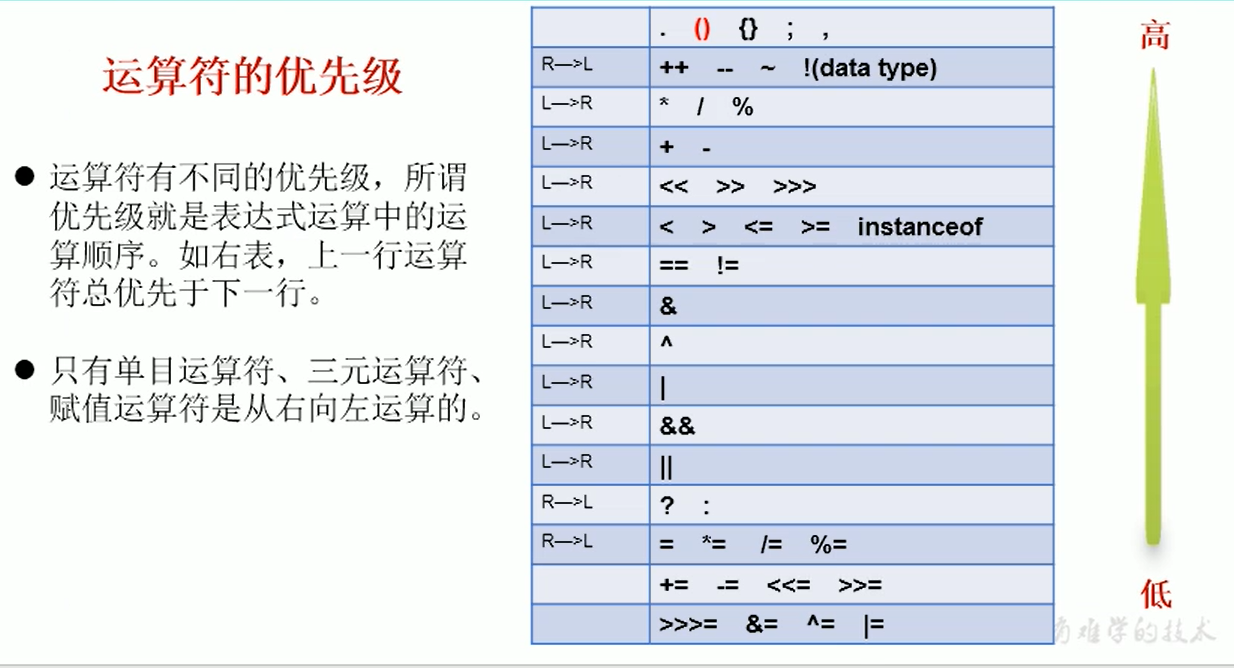 运算符的优先级
● 运算符有不同的优先级，所谓
优先级就是表达式运算中的运
算顺序。如右表，上一行运算
符总优先于下一行。
● 只有单目运算符、三元运算符、
赋值运算符是从右向左运算的。
. () {} ; ,
R—>L ++ -- ~ !(data type)
L—>R * / %
L—>R + -
L—>R << >> >>>
L—>R < > <= >= instanceof
L—>R == !=
L—>R &
L—>R ^
L—>R |
L—>R &&
L—>R ||
R—>L ? :
R—>L = *= /= %=
+= -= <<= >>=
>>>= &= ^= |=
高
低
难学的技术